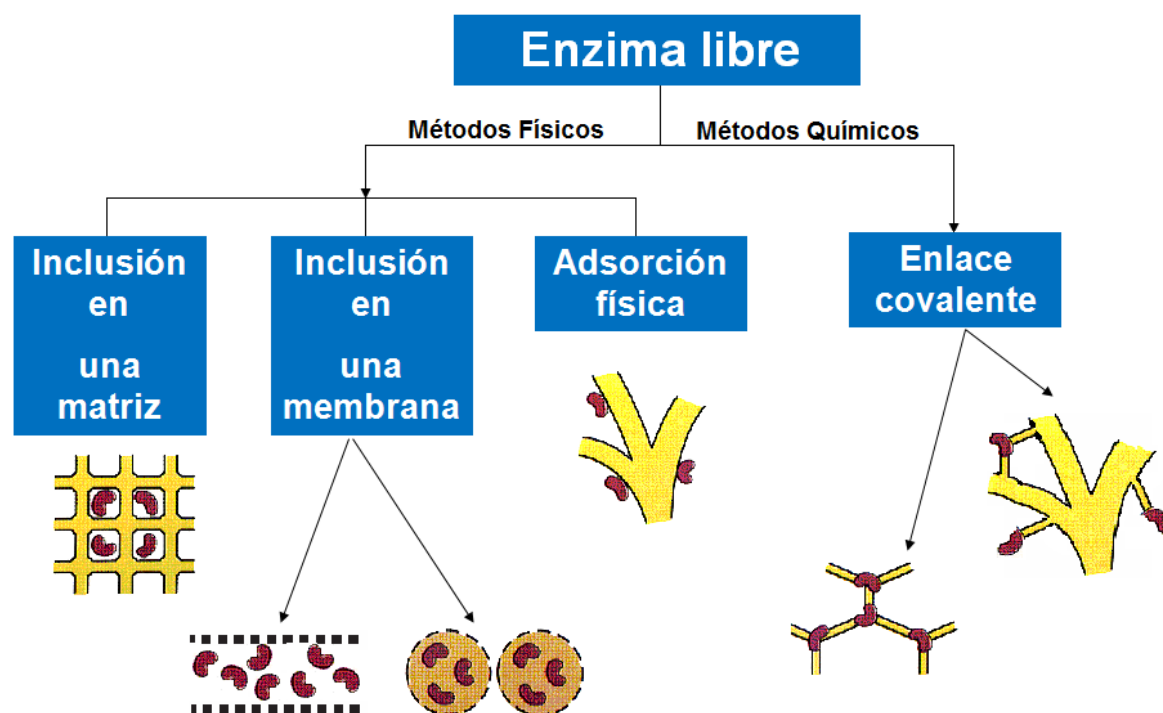 Enzima libre
Métodos Físicos
Métodos Químicos
Inclusión
en
una
matriz
Inclusión
en
una
membrana
Adsorción
física
Enlace
covalente